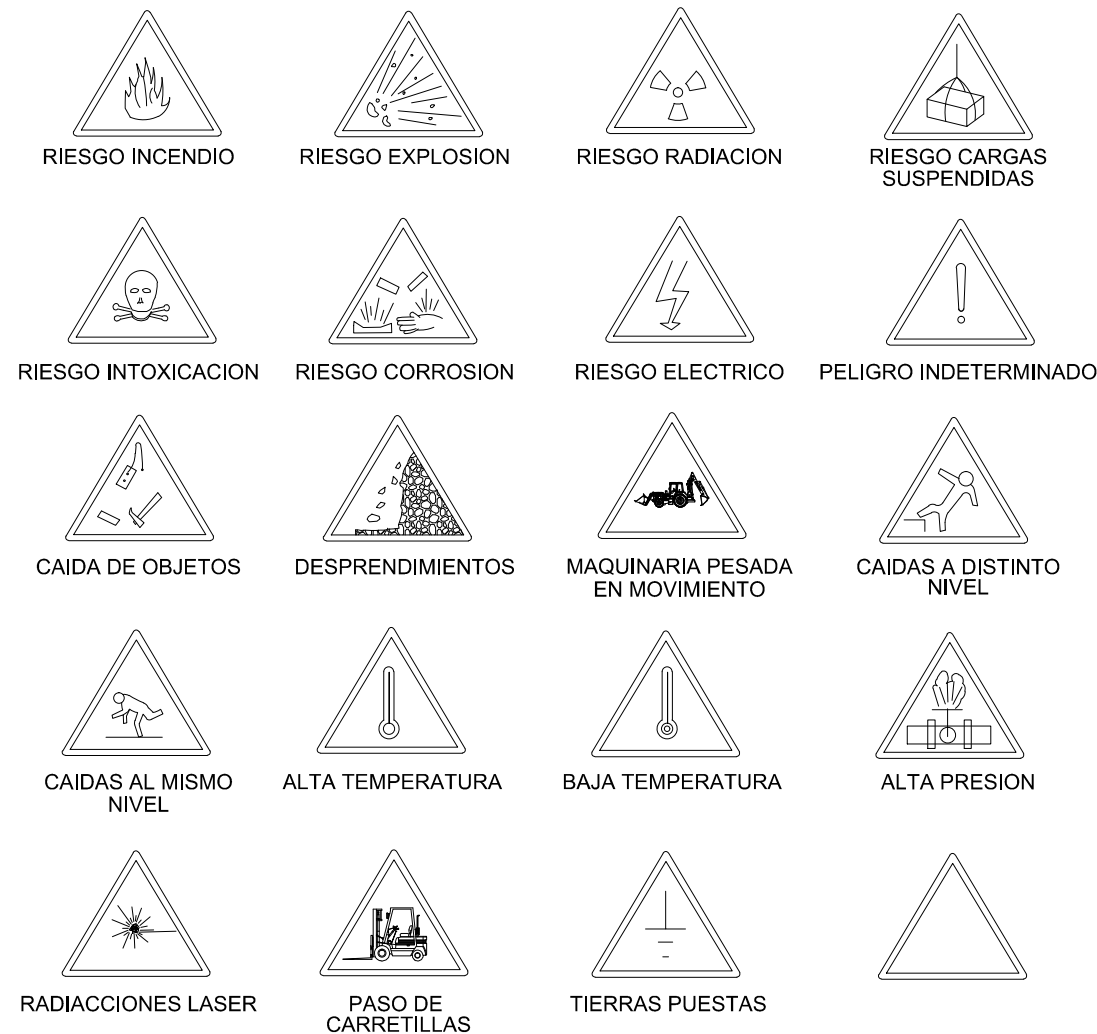 RIESGO INCENDIO
RIESGO EXPLOSION
RIESGO RADIACION
RIESGO CARGAS
SUSPENDIDAS
RIESGO INTOXICACION
RIESGO CORROSION
RIESGO ELECTRICO
PELIGRO INDETERMINADO
CAIDA DE OBJETOS
DESPRENDIMIENTOS
MAQUINARIA PESADA
EN MOVIMIENTO
CAIDAS A DISTINTO
NIVEL
CAIDAS AL MISMO
NIVEL
ALTA TEMPERATURA
BAJA TEMPERATURA
ALTA PRESION
RADIACCIONES LASER
PASO DE
CARRETILLAS
TIERRAS PUESTAS